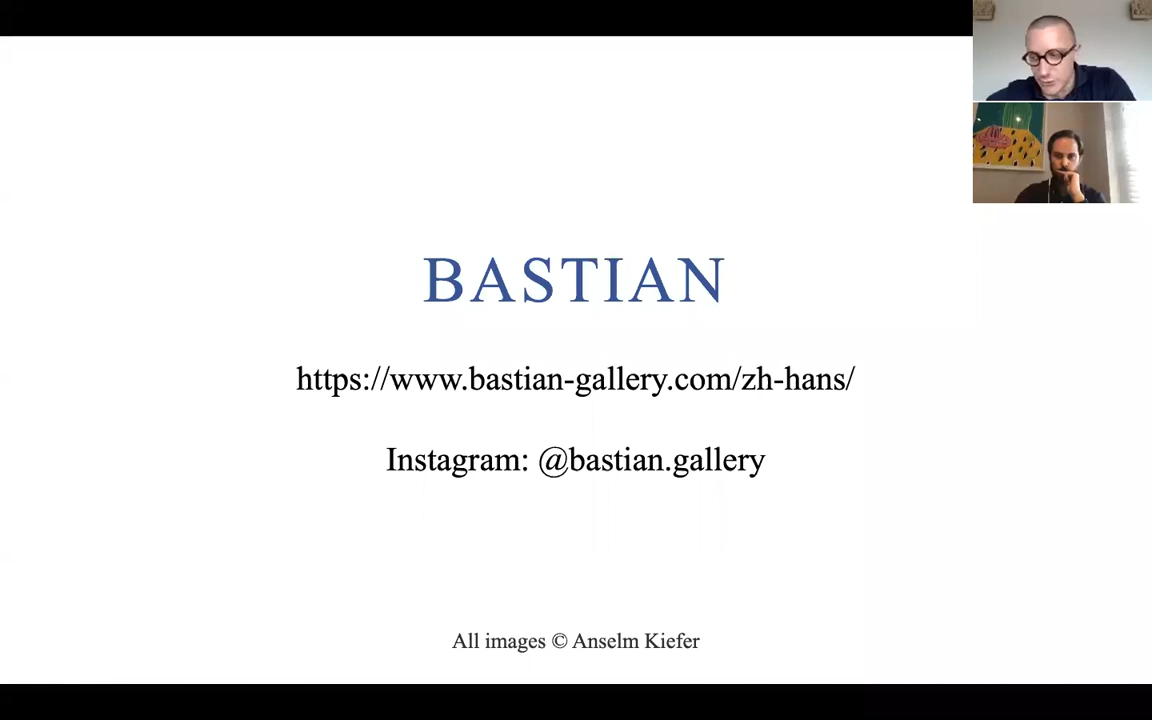 BASTIAN
https://www.bastian-gallery.com/zh-hans/
Instagram: @bastian.gallery
All images © Anselm Kiefer